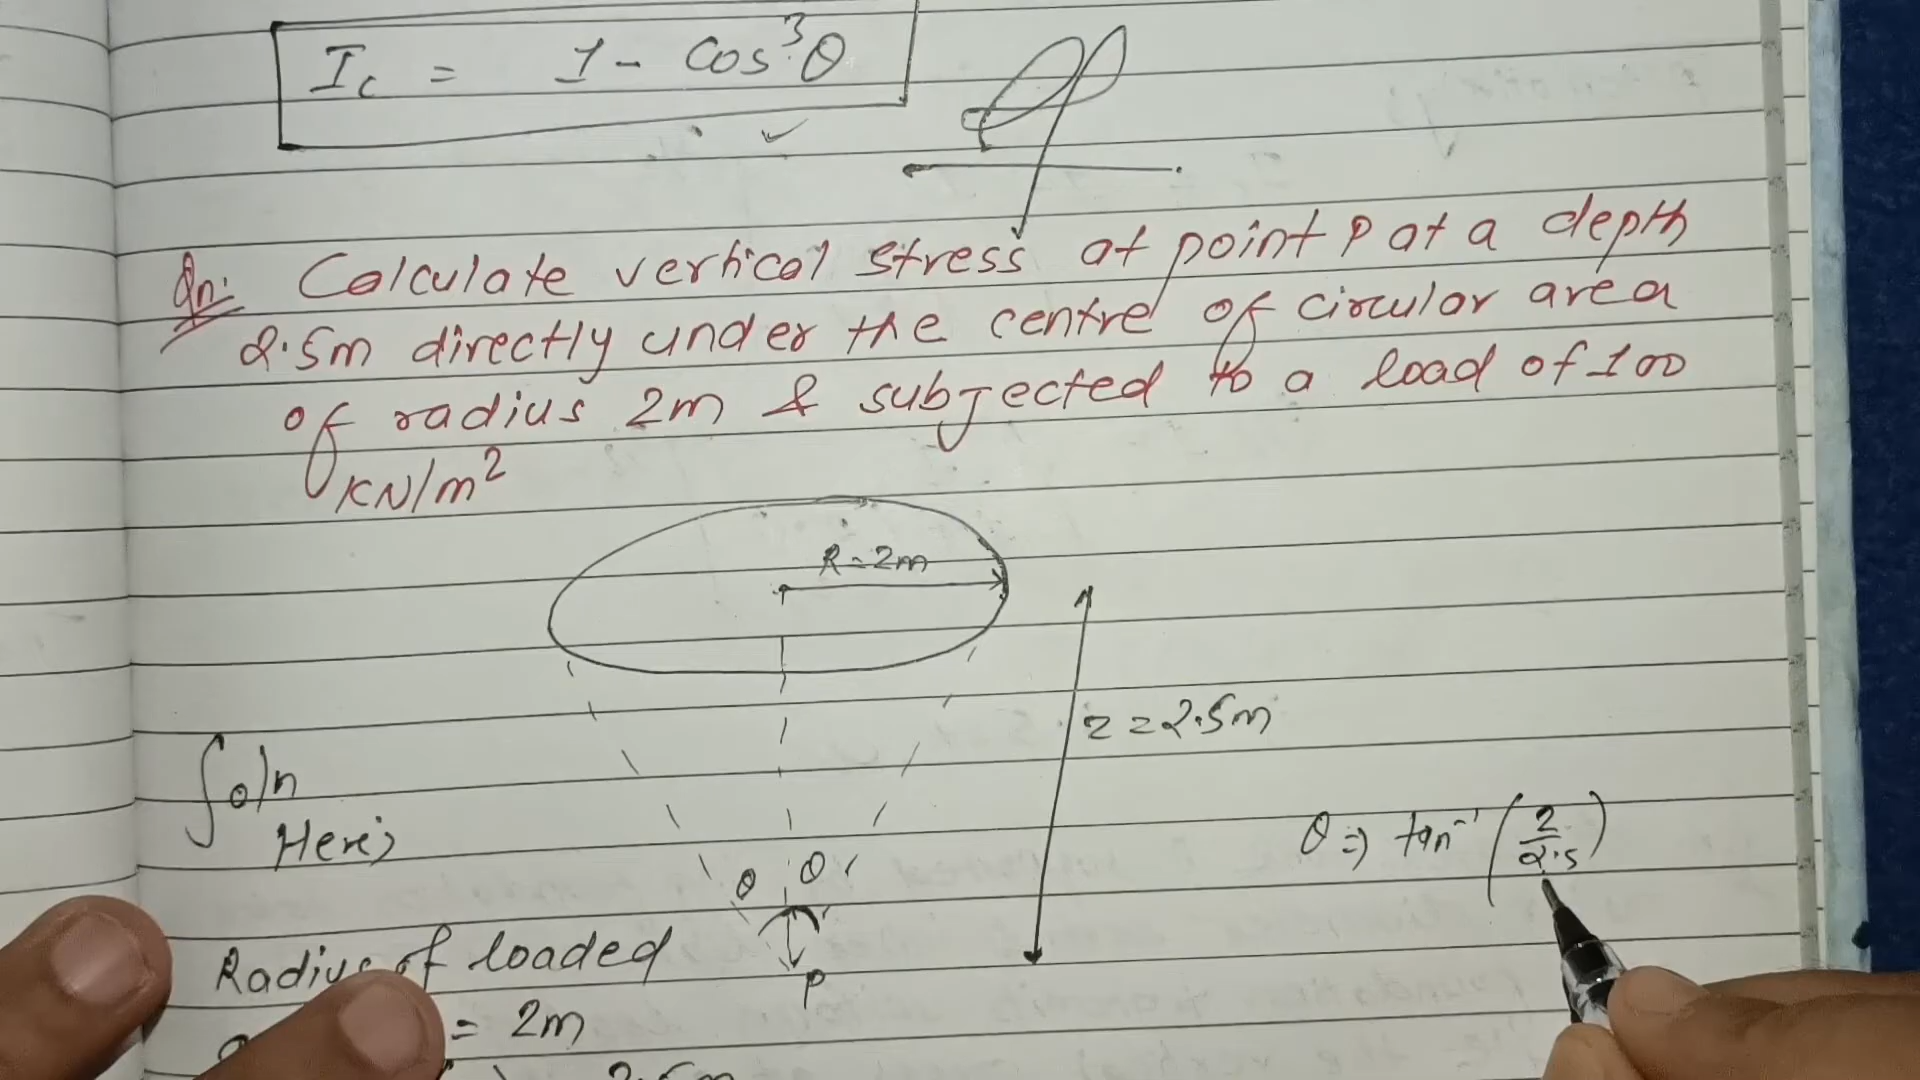 Ic = 1 - Cos³θ
Qn: Calculate vertical stress at point P at a depth
2.5m directly under the centre of circular area
of radius 2m & subjected to a load of 100
KN/m²
R = 2m
z = 2.5m
Soln
Here,
θ ⇒ tan⁻¹ (2/2.5)
θ θ
Radius of loaded
P
= 2m
2.5m